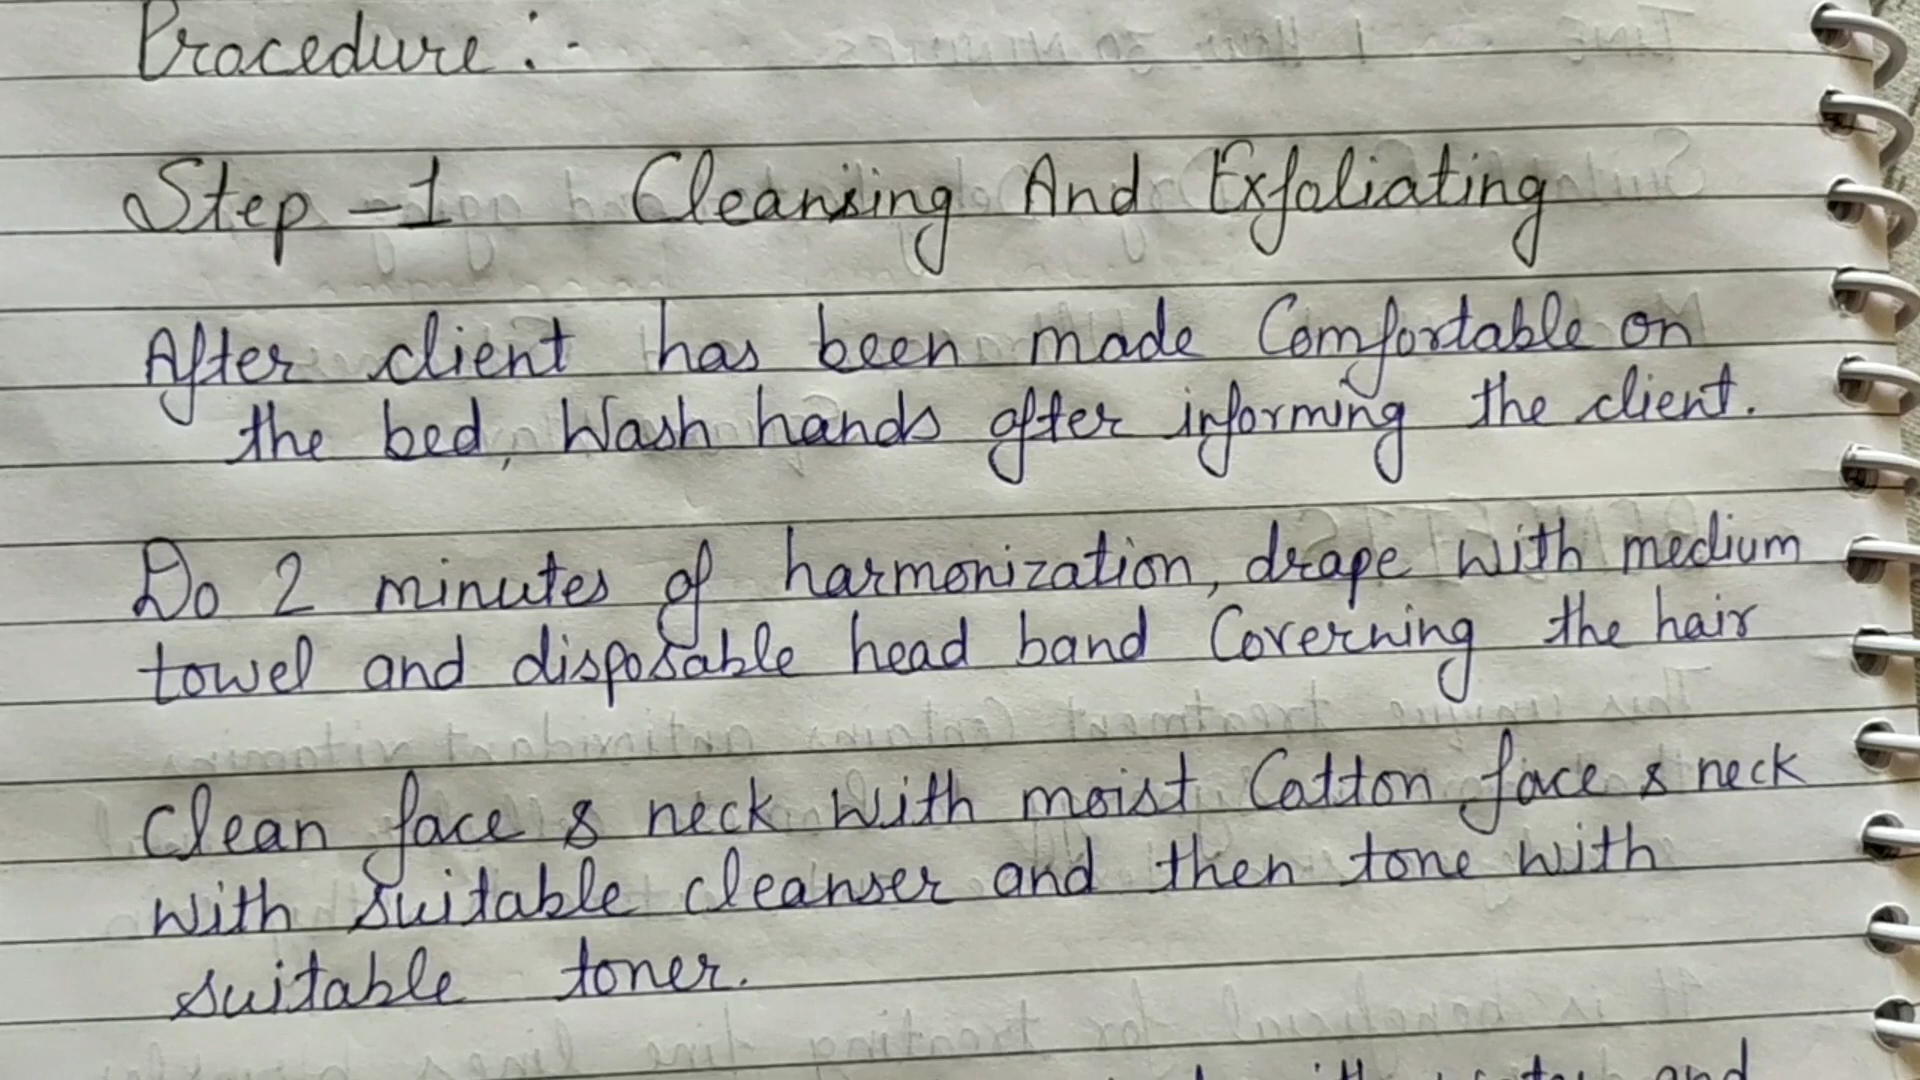 Procedure :-
Step -1 Cleansing And Exfoliating
After client has been made Comfortable on
the bed, Wash hands after informing the client.
Do 2 minutes of harmonization, drape with medium
towel and disposable head band Coverning the hair
Clean face & neck with moist Cotton face & neck
with suitable cleanser and then tone with
suitable toner.
and